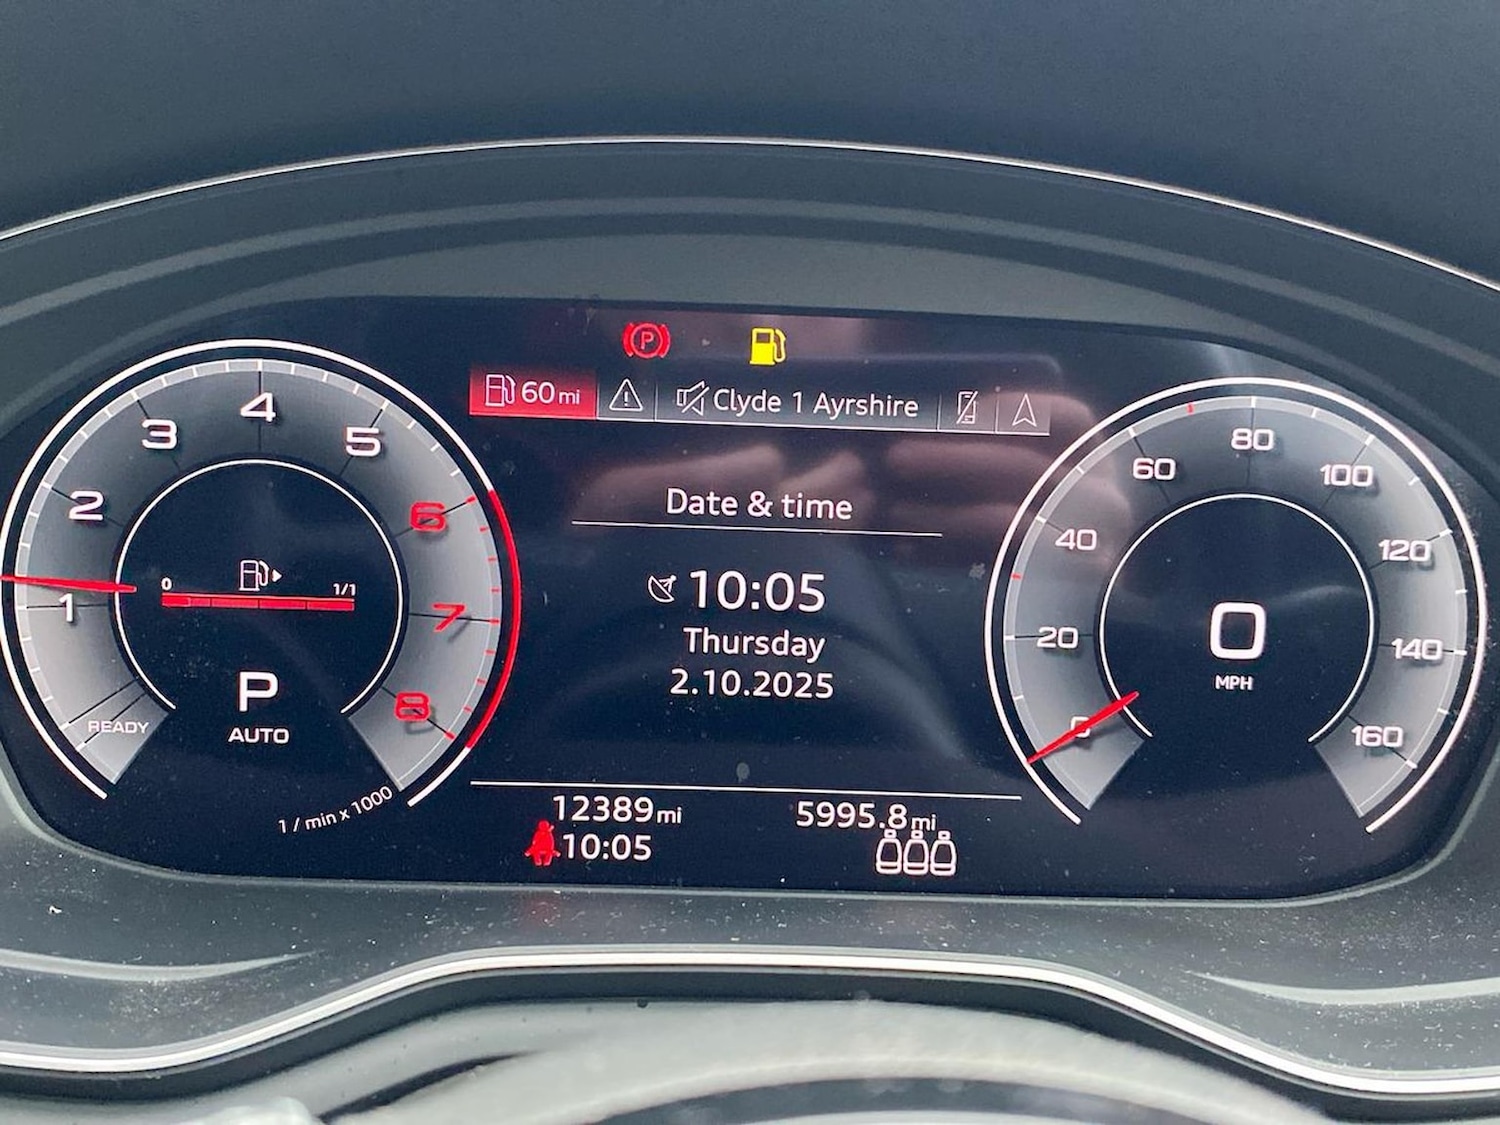 P
60 mi
Clyde 1 Ayrshire
1
2
3
4
5
6
7
8
READY
0
1/1
P
AUTO
1 / min x 1000
Date & time
10:05
Thursday
2.10.2025
12389 mi
10:05
5995.8 mi
0
20
40
60
80
100
120
140
160
0
MPH